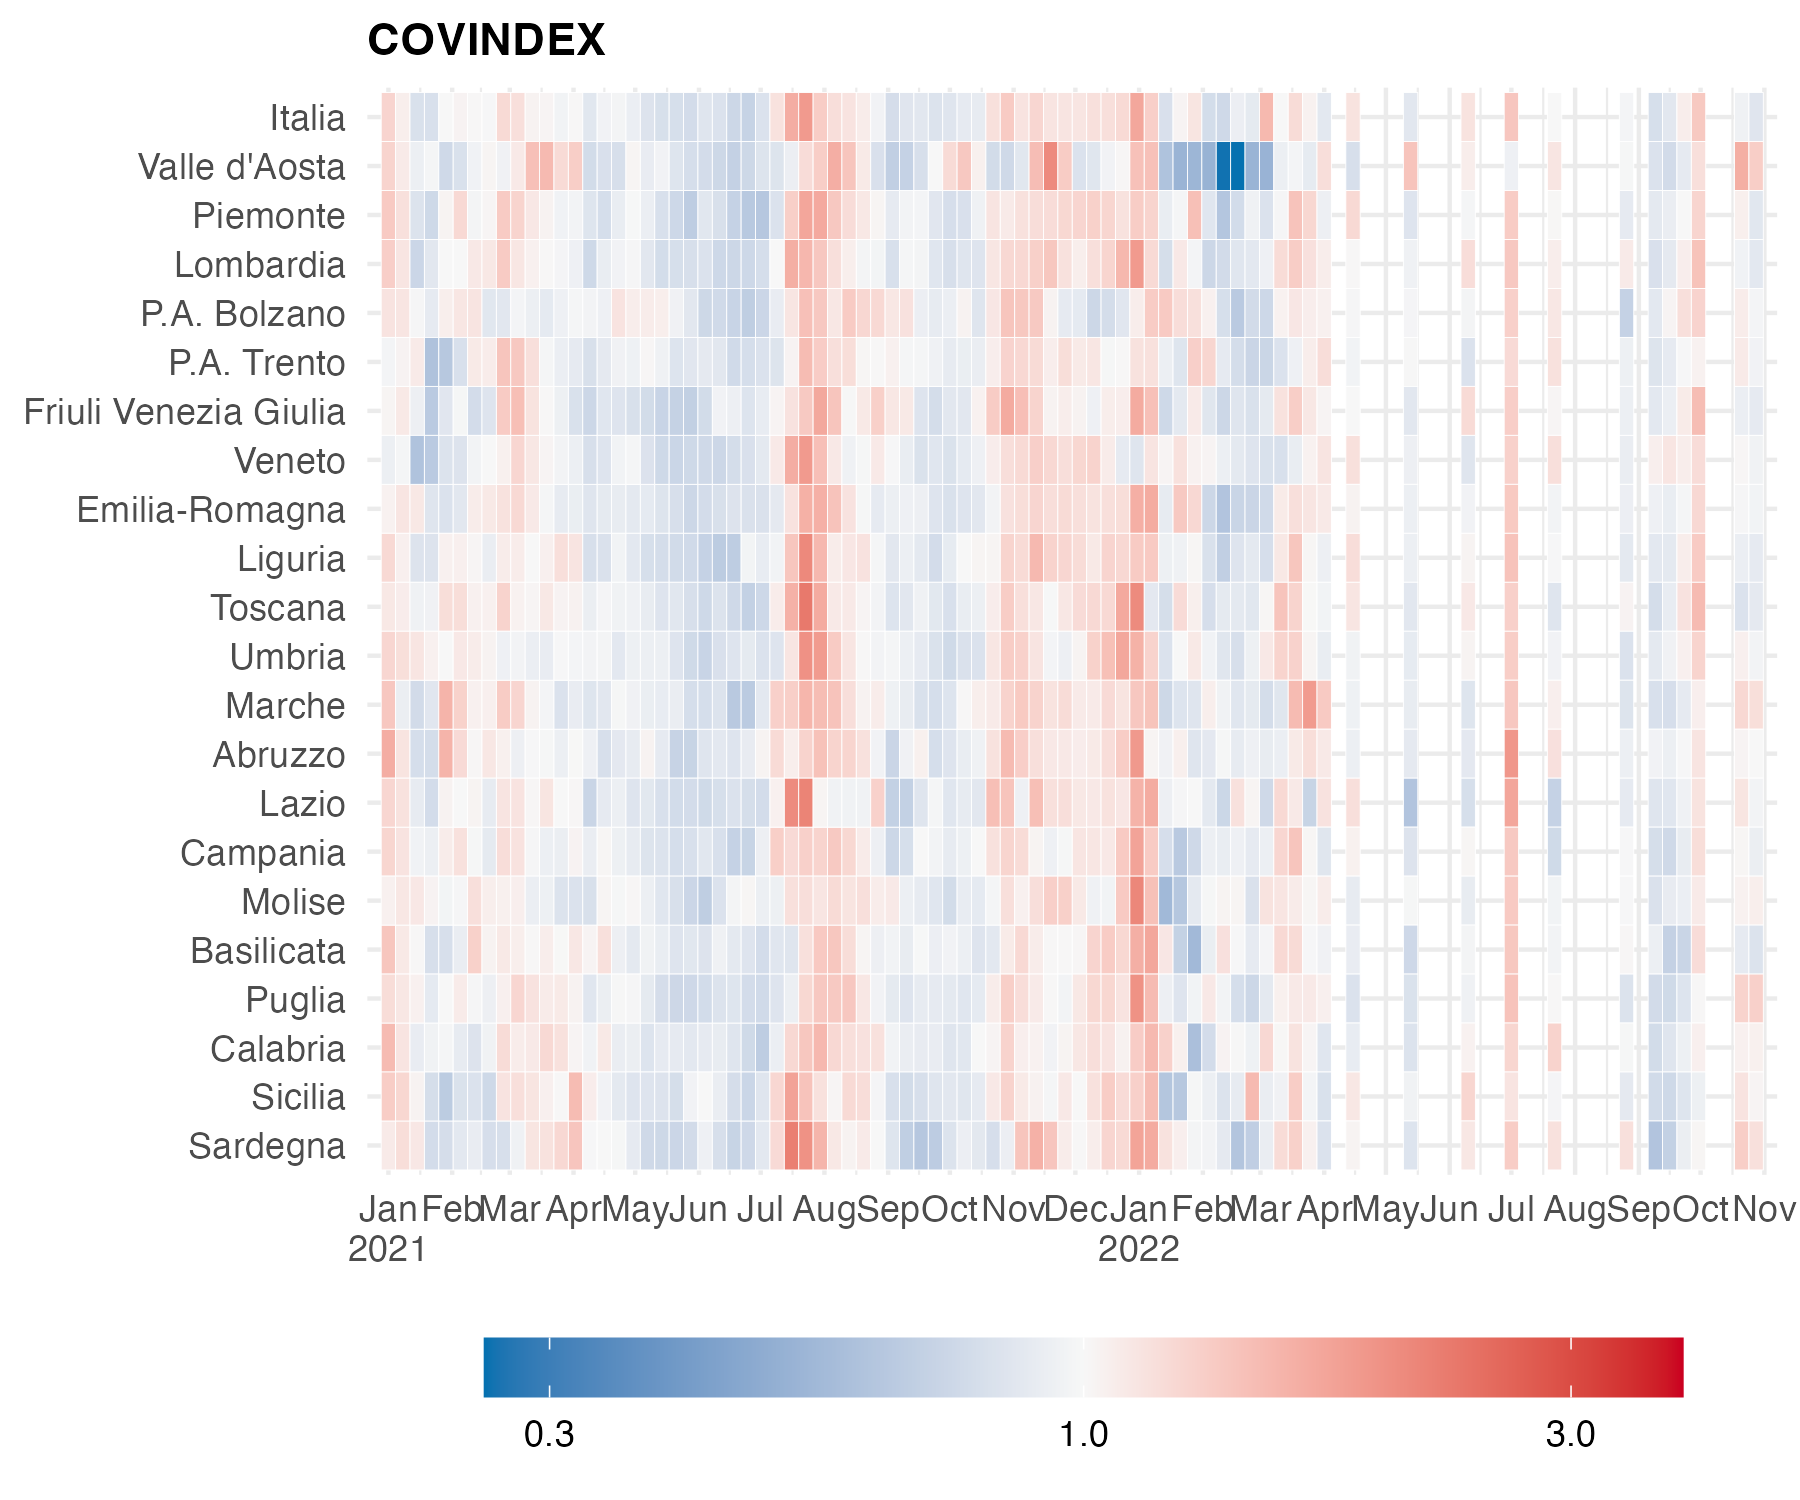 COVINDEX
Italia
Valle d'Aosta
Piemonte
Lombardia
P.A. Bolzano
P.A. Trento
Friuli Venezia Giulia
Veneto
Emilia-Romagna
Liguria
Toscana
Umbria
Marche
Abruzzo
Lazio
Campania
Molise
Basilicata
Puglia
Calabria
Sicilia
Sardegna
Jan Feb Mar Apr May Jun Jul Aug Sep Oct Nov Dec Jan Feb Mar Apr May Jun Jul Aug Sep Oct Nov
2021 2022
0.3 1.0 3.0